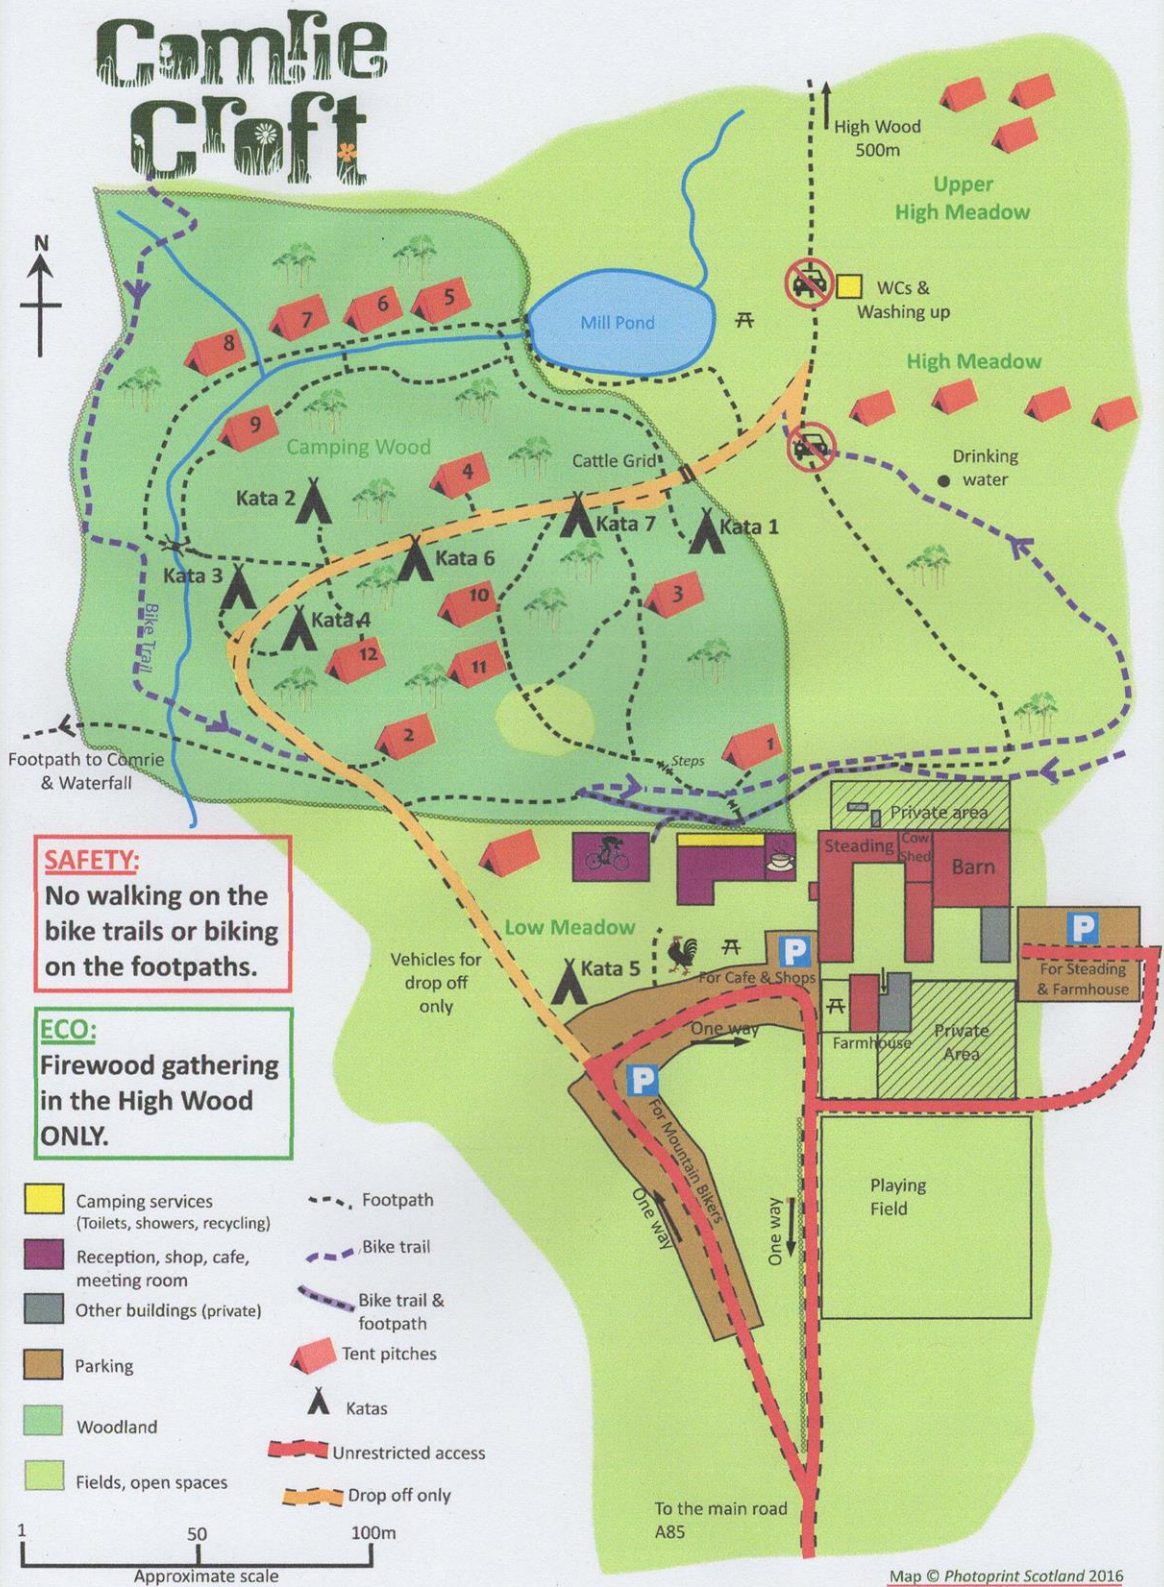 Comrie
Croft
N
High Wood
500m
Upper
High Meadow
WCs &
Washing up
Mill Pond
High Meadow
5
6
7
8
9
Camping Wood
Cattle Grid
Drinking
water
4
Kata 2
Kata 7
Kata 1
Kata 6
Kata 3
10
3
Kata 4
Bike Trail
12
11
2
1
Steps
Footpath to Comrie
& Waterfall
Private area
Steading
Cow
Shed
Barn
SAFETY:
No walking on the
bike trails or biking
on the footpaths.
Low Meadow
P
P
Vehicles for
drop off
only
Kata 5
For Cafe & Shops
For Steading
& Farmhouse
One way
Farmhouse
Private
Area
ECO:
Firewood gathering
in the High Wood
ONLY.
P
For Mountain Bikers
One way
One way
Playing
Field
Camping services
(Toilets, showers, recycling)
Reception, shop, cafe,
meeting room
Other buildings (private)
Parking
Woodland
Fields, open spaces
Footpath
Bike trail
Bike trail &
footpath
Tent pitches
Katas
Unrestricted access
Drop off only
To the main road
A85
1 50 100m
Approximate scale
Map © Photoprint Scotland 2016